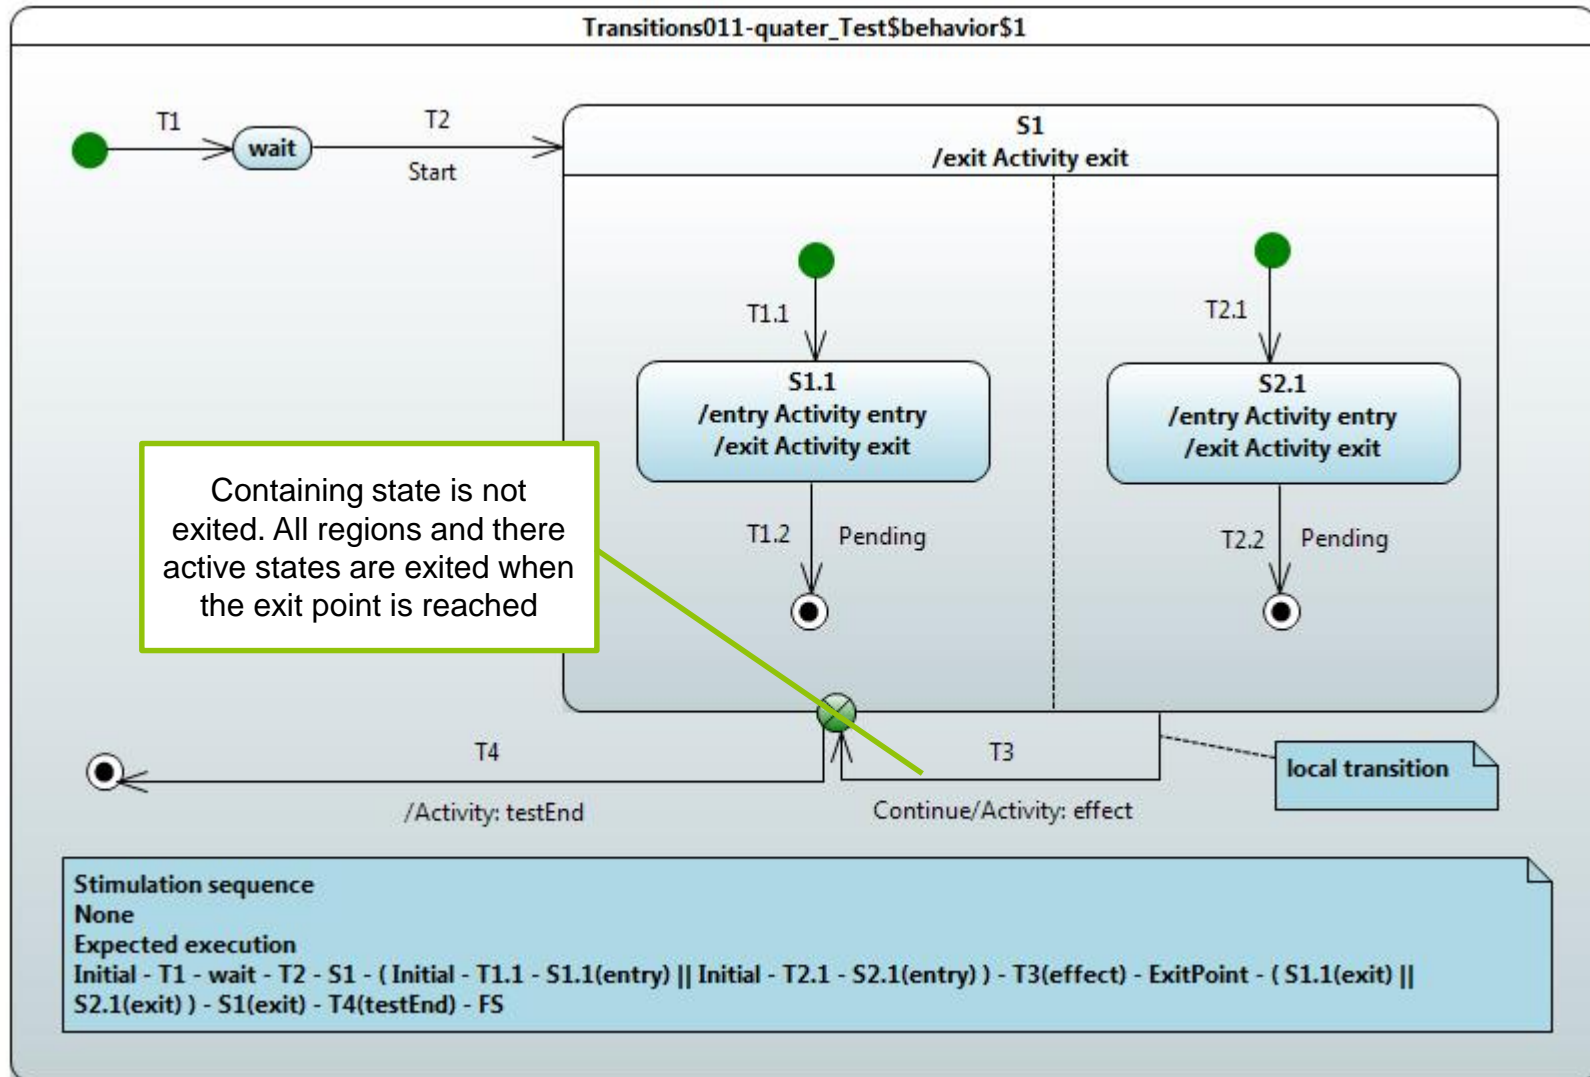 Transitions011-quater_Test$behavior$1
T1
wait
T2
Start
S1
/exit Activity exit
T1.1
T2.1
S1.1
/entry Activity entry
/exit Activity exit
S2.1
/entry Activity entry
/exit Activity exit
Containing state is not
exited. All regions and there
active states are exited when
the exit point is reached
T1.2
Pending
T2.2
Pending
T4
/Activity: testEnd
T3
Continue/Activity: effect
local transition
Stimulation sequence
None
Expected execution
Initial - T1 - wait - T2 - S1 - ( Initial - T1.1 - S1.1(entry) || Initial - T2.1 - S2.1(entry) ) - T3(effect) - ExitPoint - ( S1.1(exit) ||
S2.1(exit) ) - S1(exit) - T4(testEnd) - FS